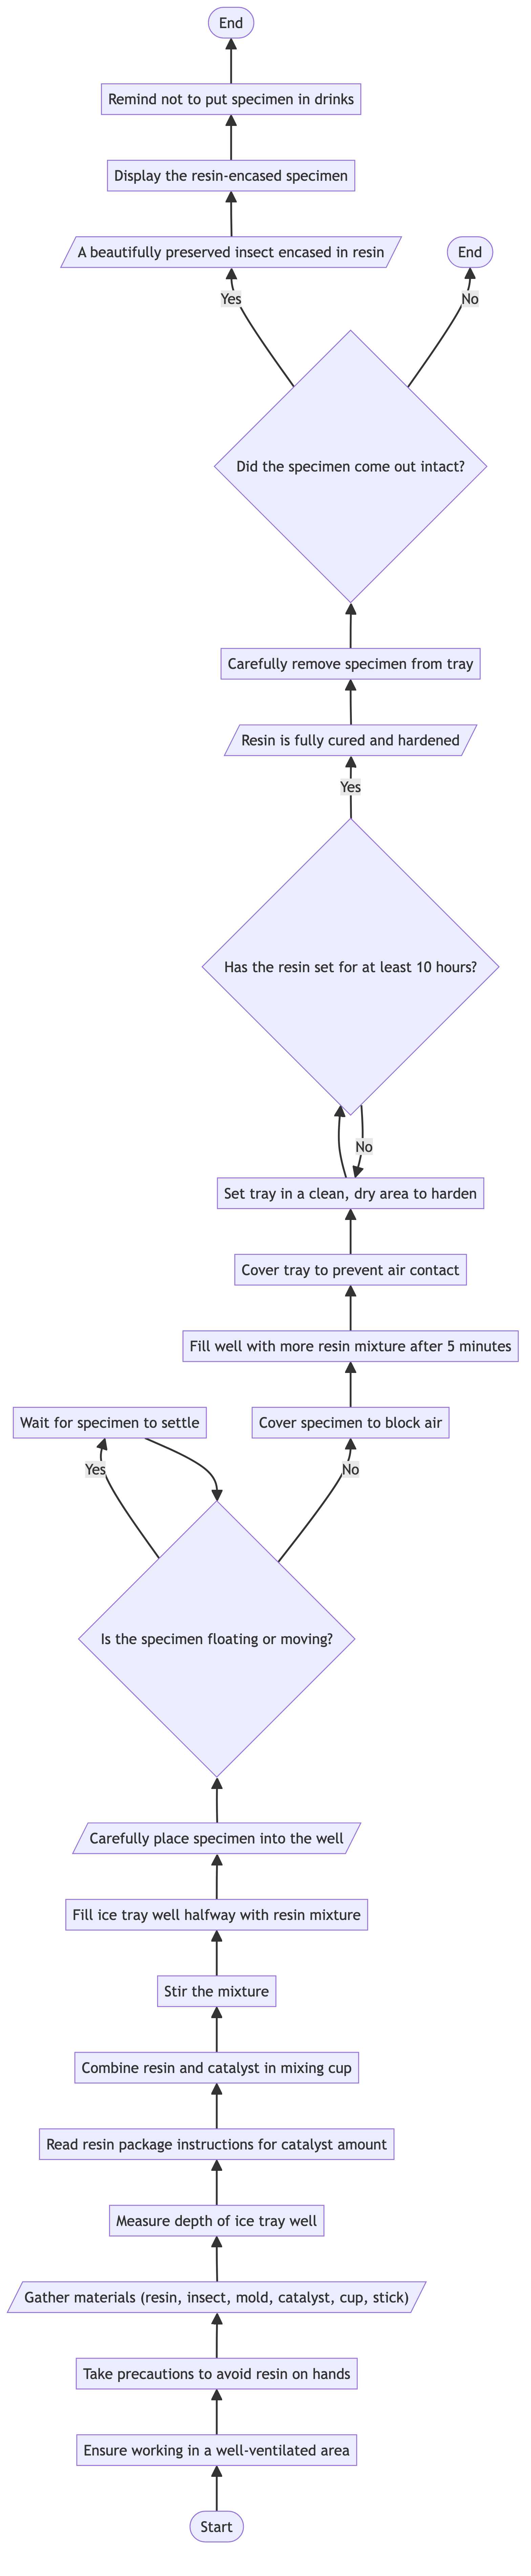 End
Remind not to put specimen in drinks
Display the resin-encased specimen
A beautifully preserved insect encased in resin
End
Yes
No
Did the specimen come out intact?
Carefully remove specimen from tray
Resin is fully cured and hardened
Yes
Has the resin set for at least 10 hours?
No
Set tray in a clean, dry area to harden
Cover tray to prevent air contact
Fill well with more resin mixture after 5 minutes
Wait for specimen to settle
Cover specimen to block air
Yes
No
Is the specimen floating or moving?
Carefully place specimen into the well
Fill ice tray well halfway with resin mixture
Stir the mixture
Combine resin and catalyst in mixing cup
Read resin package instructions for catalyst amount
Measure depth of ice tray well
Gather materials (resin, insect, mold, catalyst, cup, stick)
Take precautions to avoid resin on hands
Ensure working in a well-ventilated area
Start